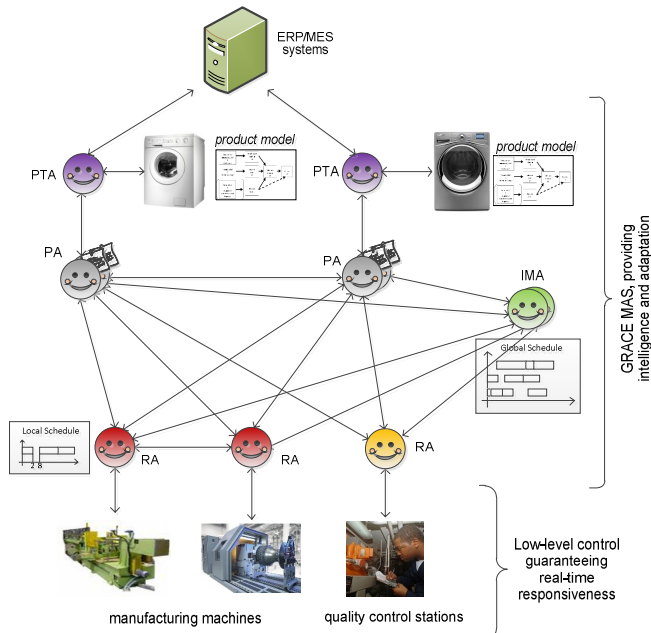 ERP/MES
systems
product model
product model
PTA
PTA
PA
PA
IMA
Global Schedule
Local Schedule
2 8
RA
RA
RA
GRACE MAS, providing
intelligence and adaptation
Low-level control
guaranteeing
real-time
responsiveness
manufacturing machines
quality control stations